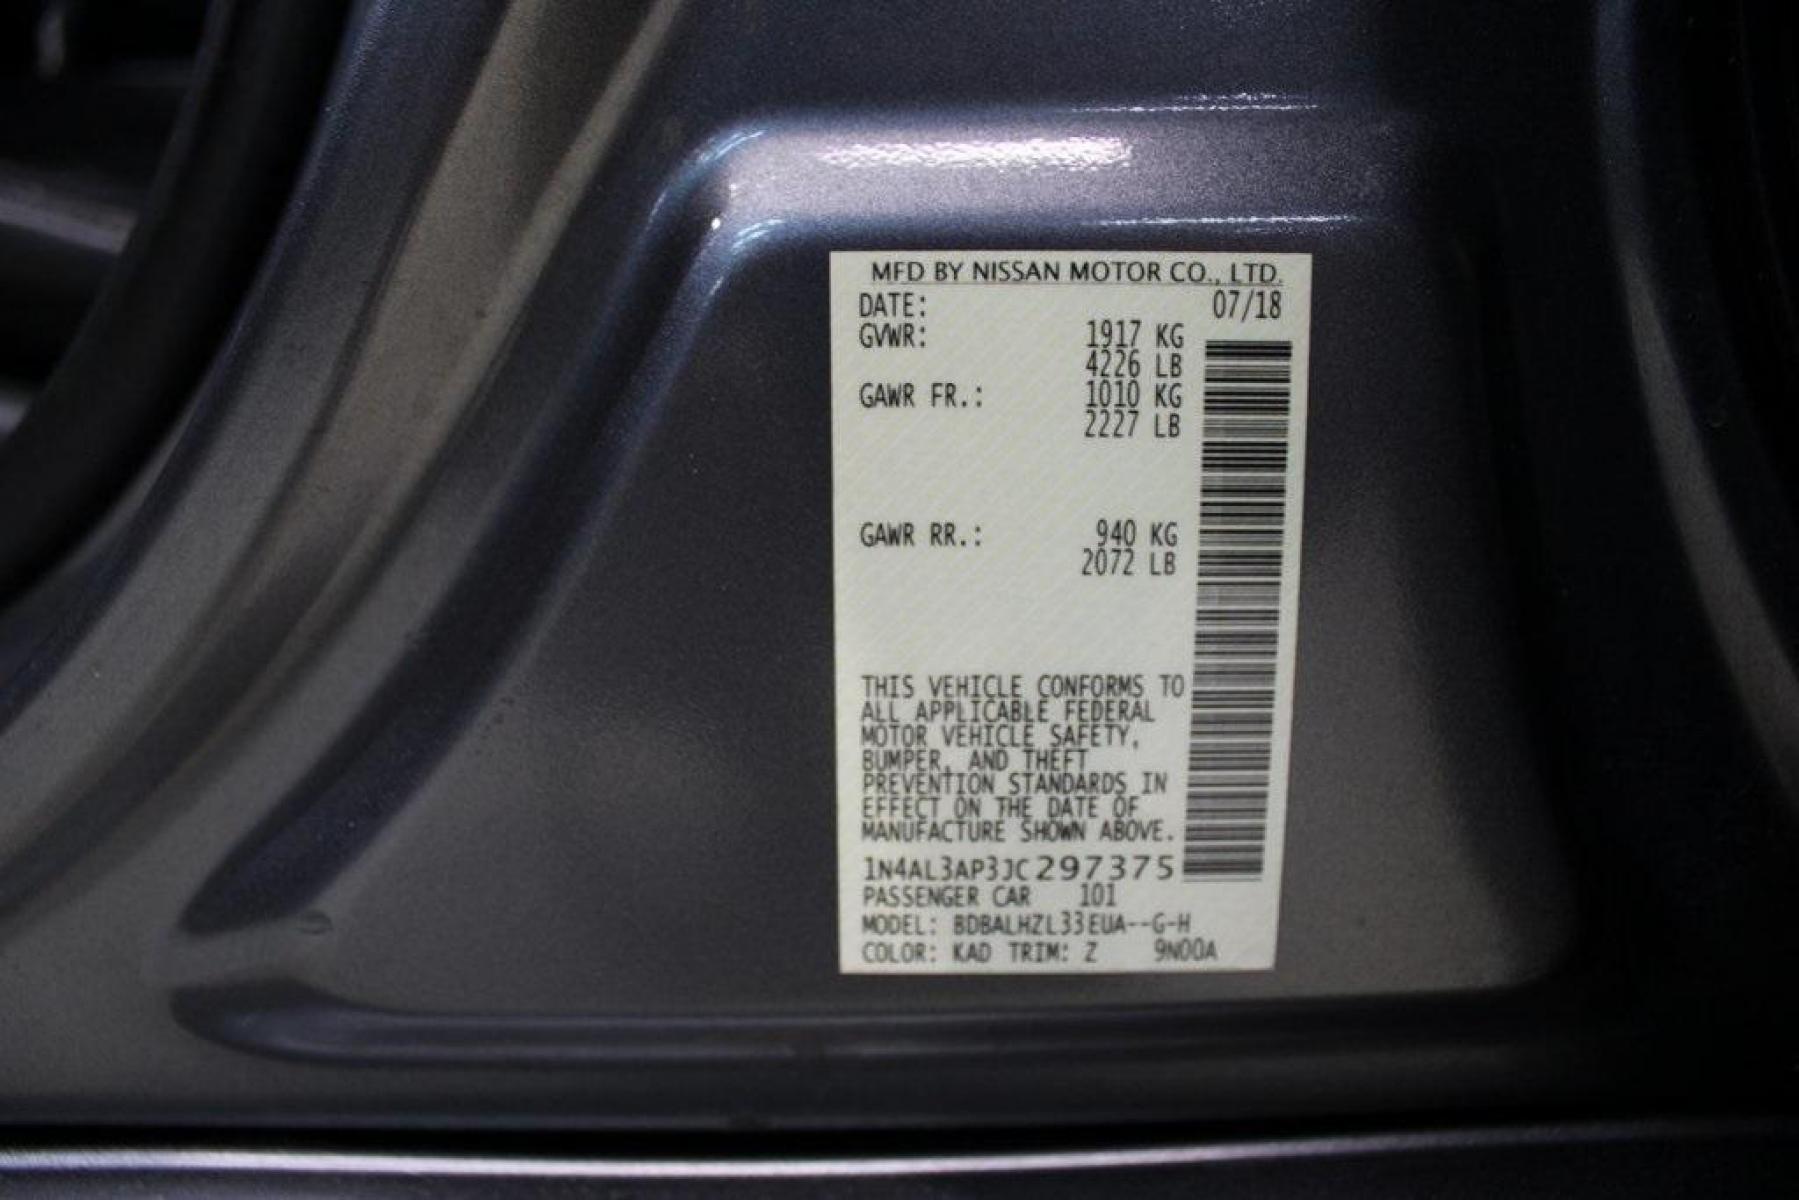 MFD BY NISSAN MOTOR CO., LTD.
DATE: 07/18
GVWR: 1917 KG
4226 LB
GAWR FR.: 1010 KG
2227 LB
GAWR RR.: 940 KG
2072 LB
THIS VEHICLE CONFORMS TO
ALL APPLICABLE FEDERAL
MOTOR VEHICLE SAFETY,
BUMPER, AND THEFT
PREVENTION STANDARDS IN
EFFECT ON THE DATE OF
MANUFACTURE SHOWN ABOVE.
1N4AL3AP3JC297375
PASSENGER CAR 101
MODEL: BDBALHZL33EUA--G-H
COLOR: KAD TRIM: Z 9N00A